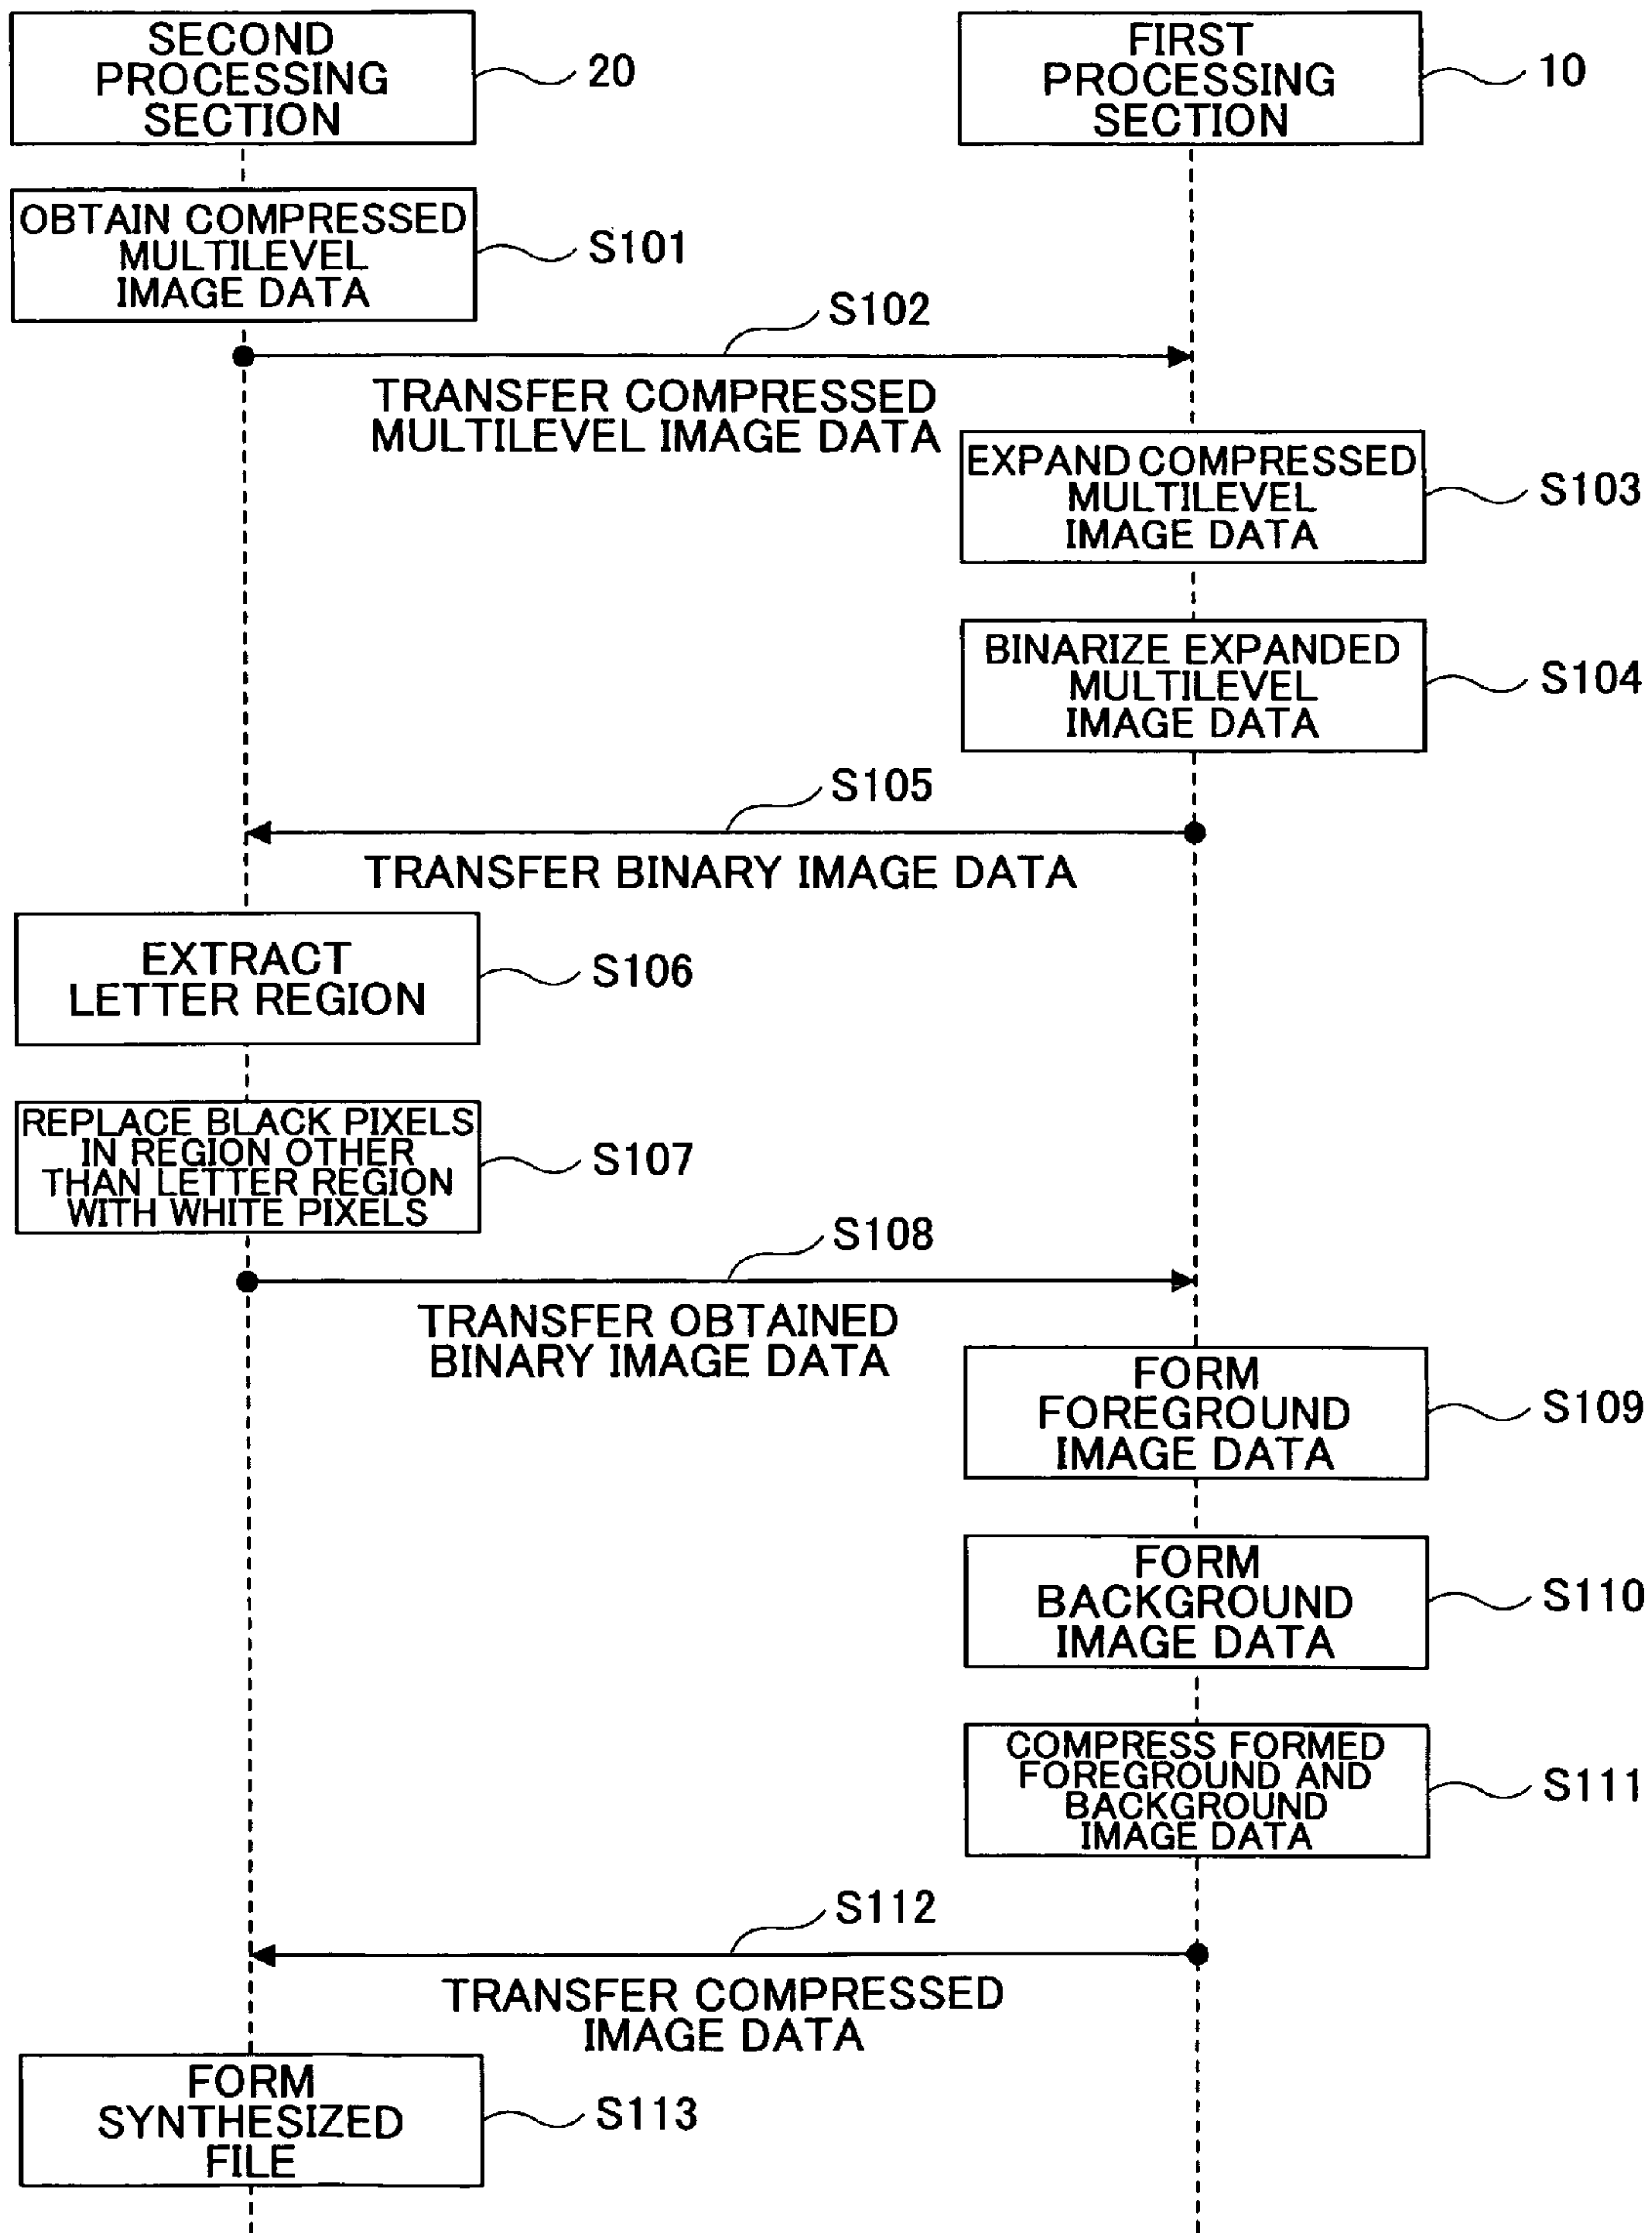 SECOND
PROCESSING
SECTION
20
FIRST
PROCESSING
SECTION
10
OBTAIN COMPRESSED
MULTILEVEL
IMAGE DATA
S101
S102
TRANSFER COMPRESSED
MULTILEVEL IMAGE DATA
EXPAND COMPRESSED
MULTILEVEL
IMAGE DATA
S103
BINARIZE EXPANDED
MULTILEVEL
IMAGE DATA
S104
S105
TRANSFER BINARY IMAGE DATA
EXTRACT
LETTER REGION
S106
REPLACE BLACK PIXELS
IN REGION OTHER
THAN LETTER REGION
WITH WHITE PIXELS
S107
S108
TRANSFER OBTAINED
BINARY IMAGE DATA
FORM
FOREGROUND
IMAGE DATA
S109
FORM
BACKGROUND
IMAGE DATA
S110
COMPRESS FORMED
FOREGROUND AND
BACKGROUND
IMAGE DATA
S111
S112
TRANSFER COMPRESSED
IMAGE DATA
FORM
SYNTHESIZED
FILE
S113